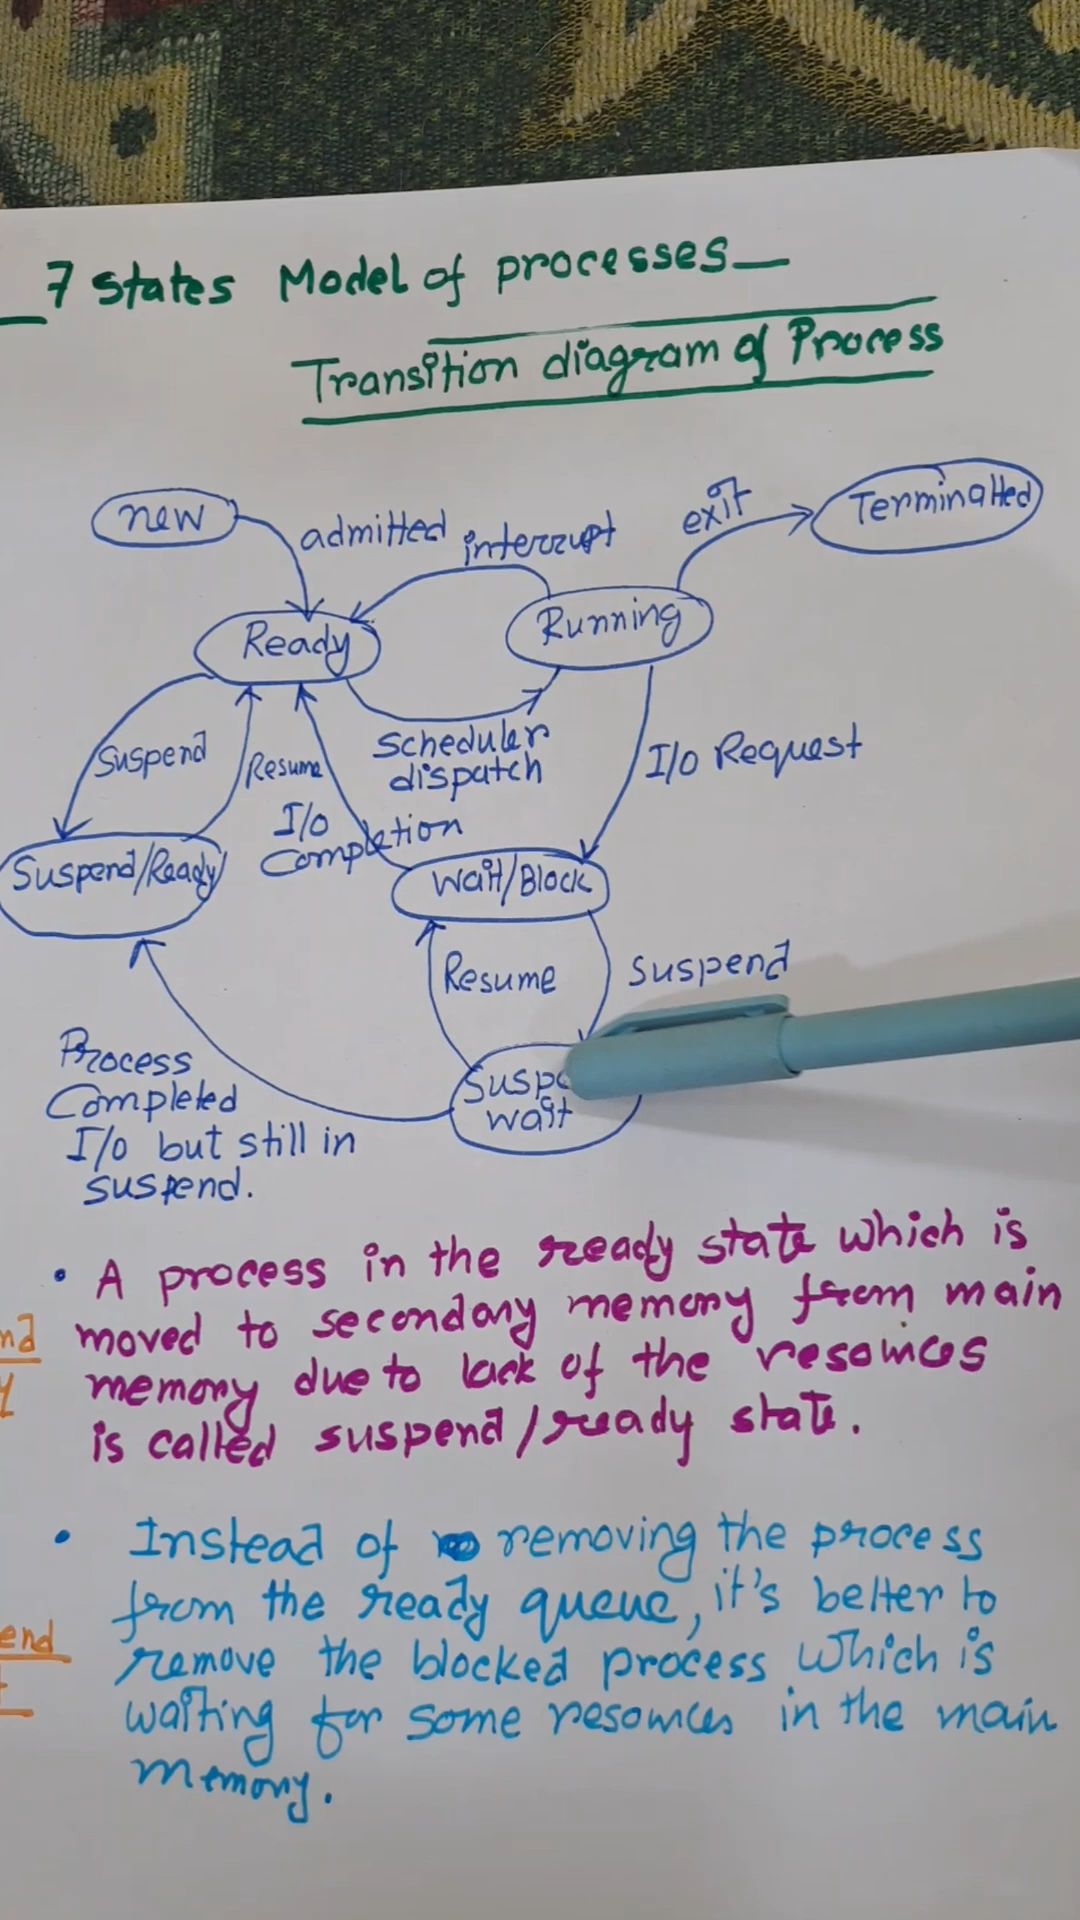 7 states Model of processes
Transition diagram of Process
new
admitted
interrupt
exit
Terminatted
Ready
Running
Suspend
Resume
Scheduler
dispatch
I/o Request
I/o
Completion
Suspend/Ready
Wait/Block
Resume
Suspend
Process
Completed
I/o but still in
suspend.
wait
• A process in the ready state which is
moved to secondary memory from main
memory due to lack of the resources
is called suspend/ready state.
• Instead of removing the process
from the ready queue, it's better to
remove the blocked process which is
waiting for some resources in the main
memory.